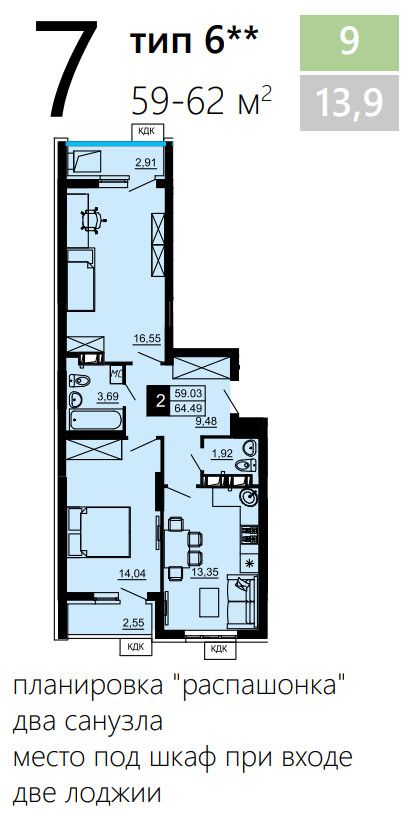 7
тип 6**
59-62 м²
9
13,9
КДК
2,91
16,55
МС
3,69
2
59.03
64.49
9,48
1,92
14,04
13,35
2,55
КДК
КДК
планировка "распашонка"
два санузла
место под шкаф при входе
две лоджии